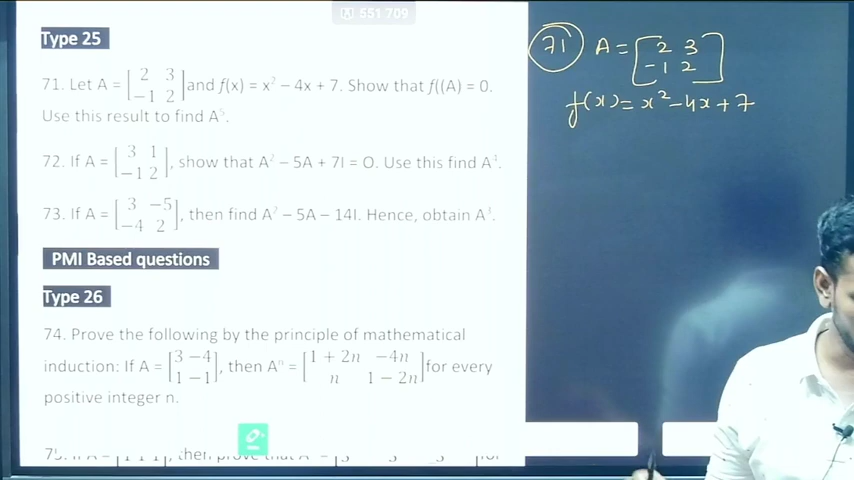 551 709
Type 25
71. Let A = [2 3 −1 2] and f(x) = x² − 4x + 7. Show that f((A) = 0.
Use this result to find A⁵.
72. If A = [3 1 −1 2], show that A² − 5A + 7I = O. Use this find A³.
73. If A = [3 −5 −4 2], then find A² − 5A − 14I. Hence, obtain A³.
PMI Based questions
Type 26
74. Prove the following by the principle of mathematical
induction: If A = [3 −4 1 −1], then Aⁿ = [1 + 2n −4n n 1 − 2n] for every
positive integer n.
71 A = [2 3 −1 2]
f(x) = x² − 4x + 7